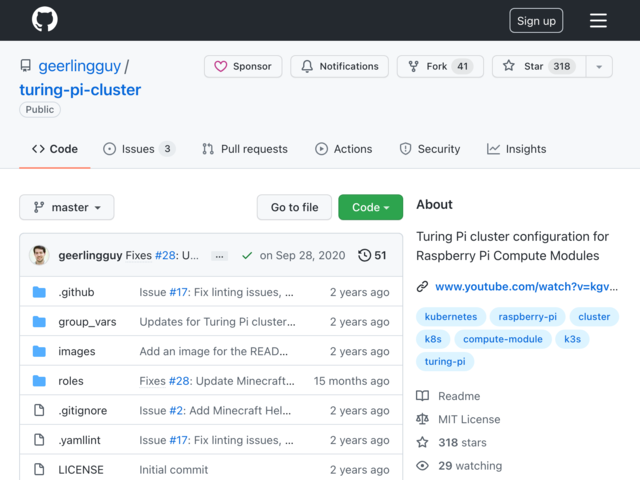 Sign up
geerlingguy /
turing-pi-cluster
Public
Sponsor
Notifications
Fork 41
Star 318
Code
Issues 3
Pull requests
Actions
Security
Insights
master
Go to file
Code
geerlingguy Fixes #28: U... ... on Sep 28, 2020 51
.github Issue #17: Fix linting issues, ... 2 years ago
group_vars Updates for Turing Pi cluster... 2 years ago
images Add an image for the READ... 2 years ago
roles Fixes #28: Update Minecraft... 15 months ago
.gitignore Issue #2: Add Minecraft Hel... 2 years ago
.yamllint Issue #17: Fix linting issues, ... 2 years ago
LICENSE Initial commit 2 years ago
About
Turing Pi cluster configuration for
Raspberry Pi Compute Modules
www.youtube.com/watch?v=kgv...
kubernetes raspberry-pi cluster
k8s compute-module k3s
turing-pi
Readme
MIT License
318 stars
29 watching